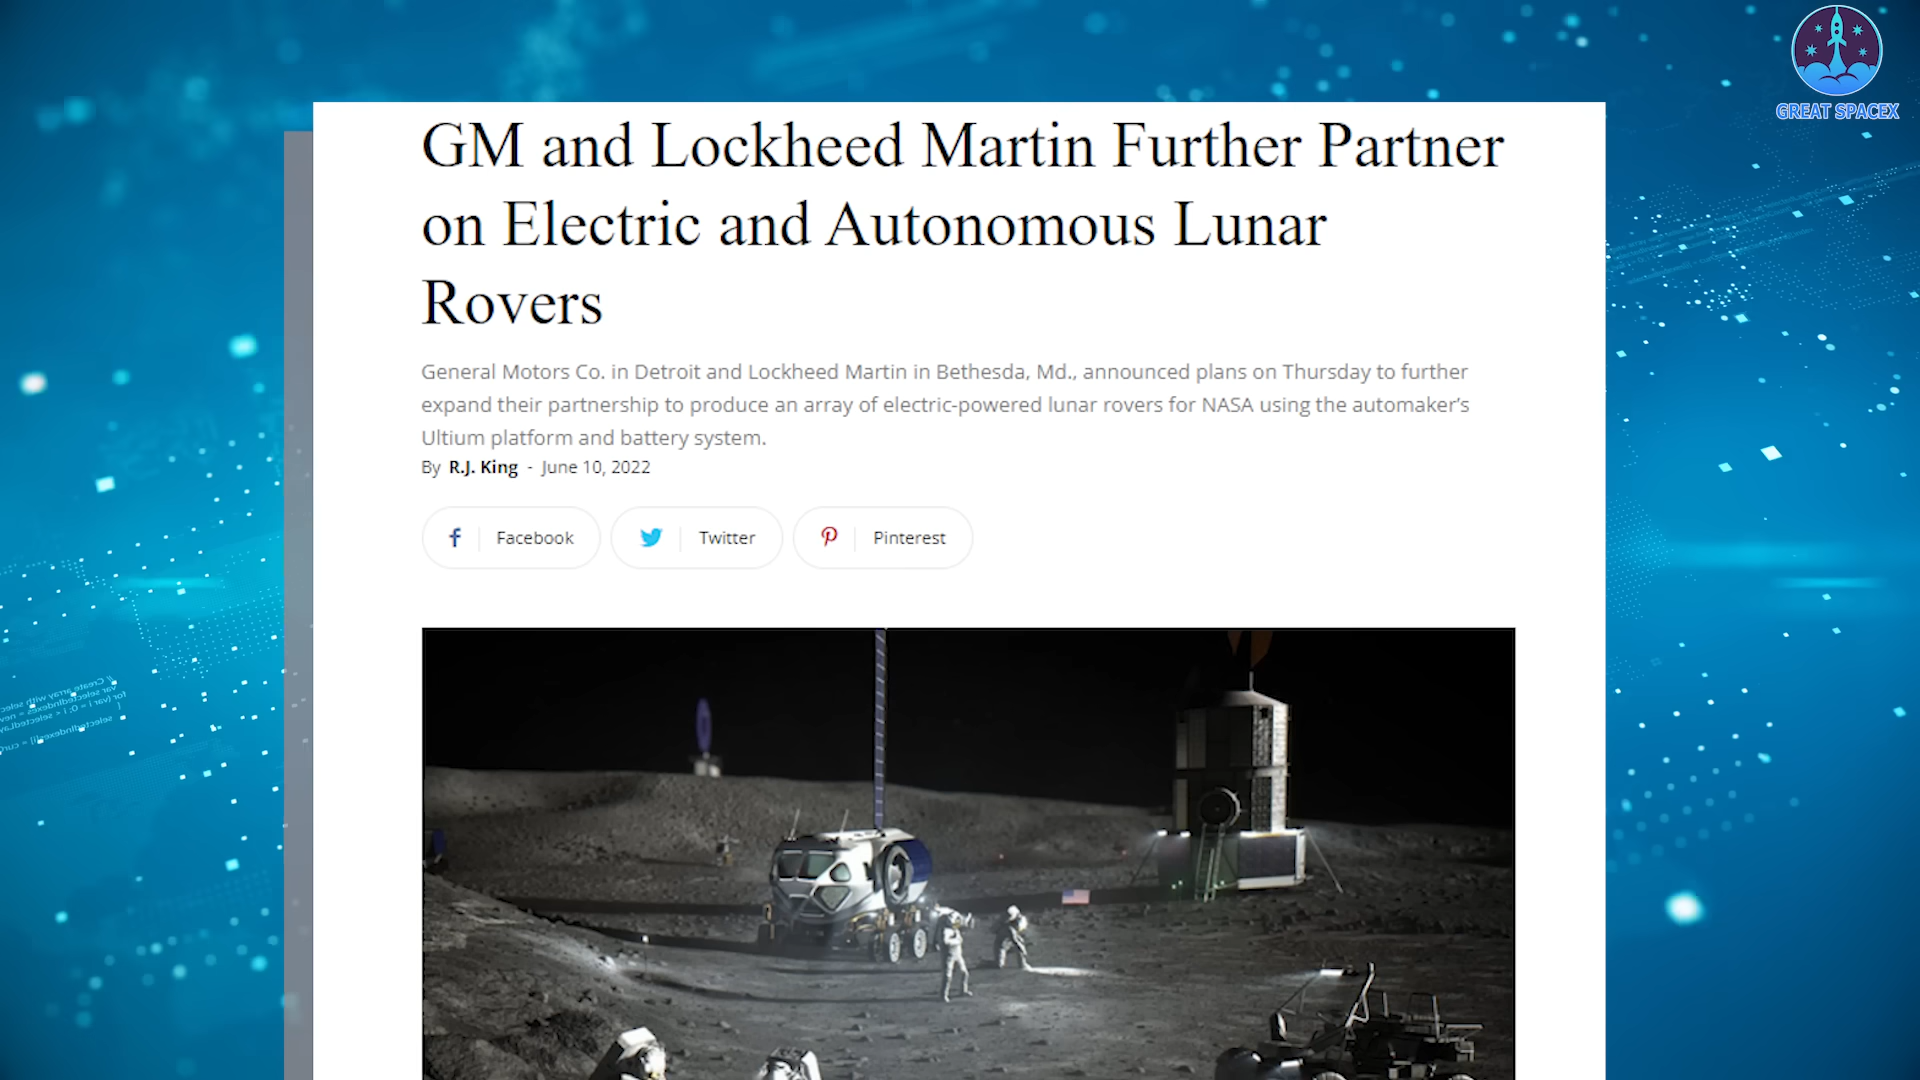 GREAT SPACEX
GM and Lockheed Martin Further Partner
on Electric and Autonomous Lunar
Rovers
General Motors Co. in Detroit and Lockheed Martin in Bethesda, Md., announced plans on Thursday to further
expand their partnership to produce an array of electric-powered lunar rovers for NASA using the automaker's
Ultium platform and battery system.
By R.J. King - June 10, 2022
Facebook
Twitter
Pinterest